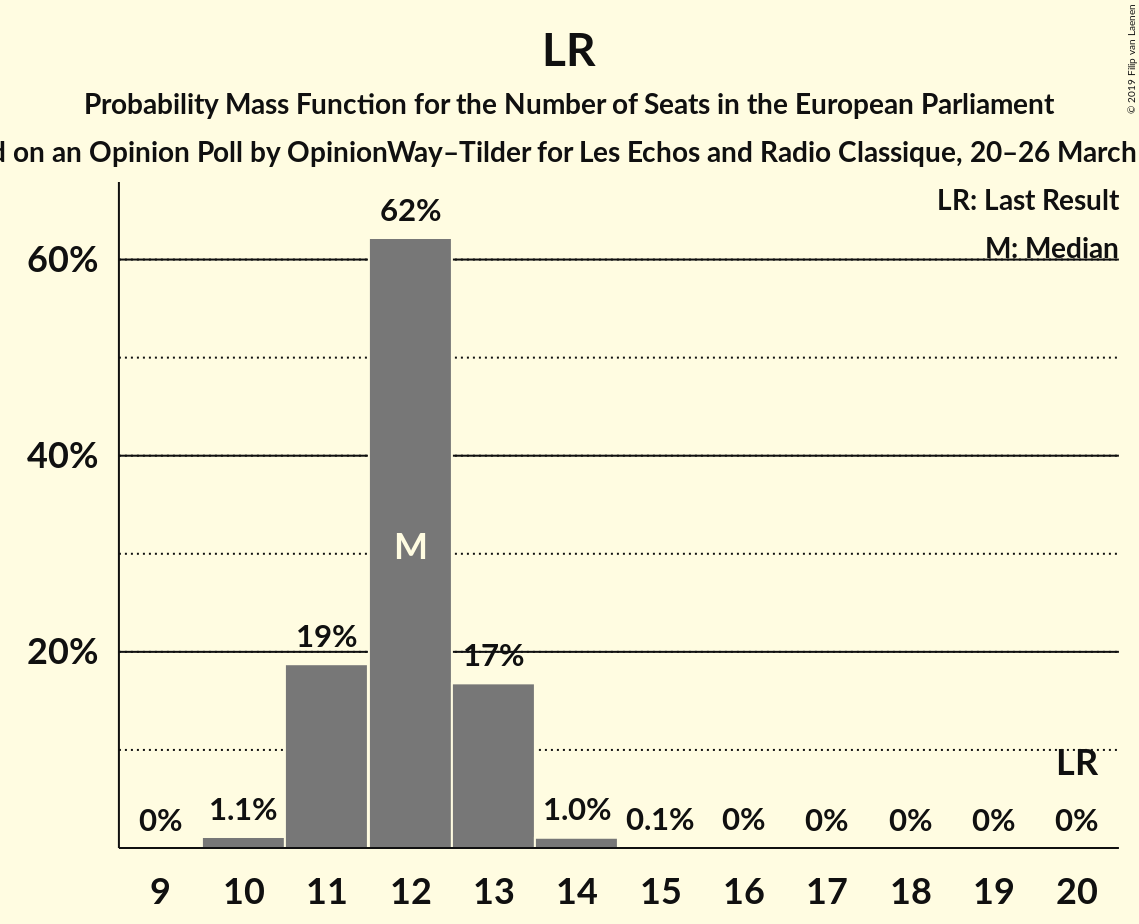 © 2019 Filip van Laenen
LR
Probability Mass Function for the Number of Seats in the European Parliament
on an Opinion Poll by OpinionWay–Tilder for Les Echos and Radio Classique, 20–26 March
LR: Last Result
M: Median
62%
60%
40%
M
19%
17%
20%
LR
0%
1.1%
1.0%
0.1%
0%
0%
0%
0%
0%
9 10 11 12 13 14 15 16 17 18 19 20